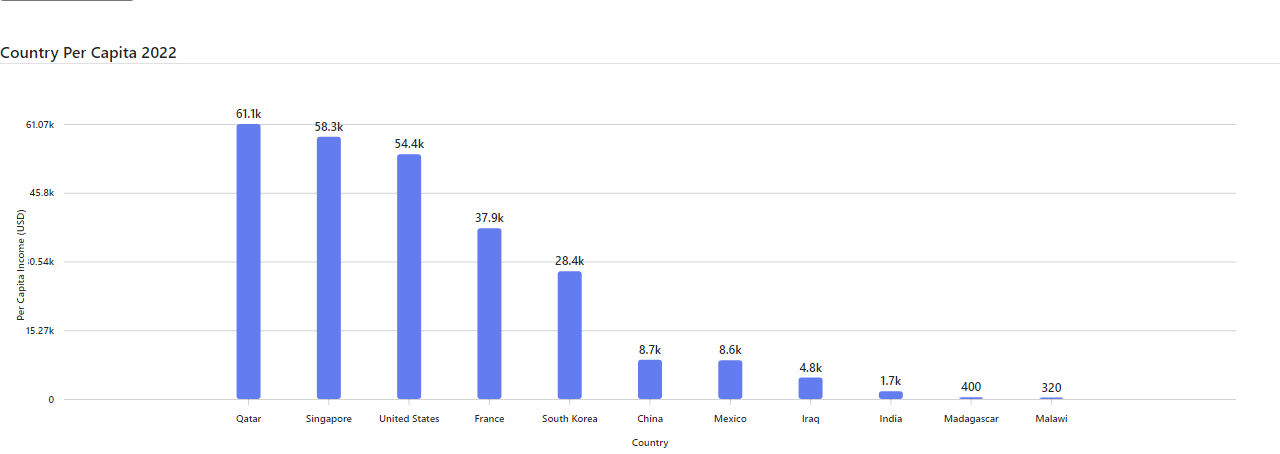 Country Per Capita 2022
61.1k
58.3k
54.4k
37.9k
28.4k
8.7k
8.6k
4.8k
1.7k
400
320
61.07k
45.8k
30.54k
15.27k
0
Per Capita Income (USD)
Qatar Singapore United States France South Korea China Mexico Iraq India Madagascar Malawi
Country